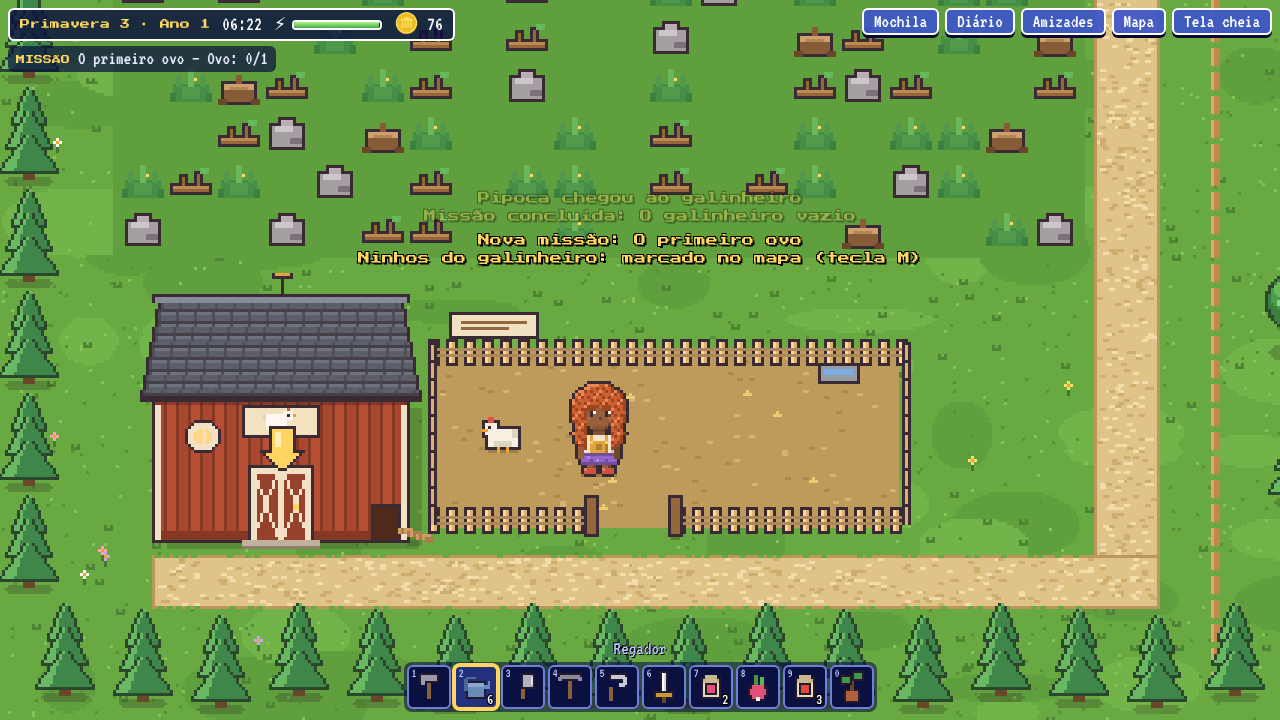 Primavera 3 · Ano 1 06:22 76
Mochila Diário Amizades Mapa Tela cheia
MISSÃO O primeiro ovo – Ovo: 0/1
Pipoca chegou ao galinheiro
Missão concluída: O galinheiro vazio
Nova missão: O primeiro ovo
Ninhos do galinheiro: marcado no mapa (tecla M)
Regador
1 2 6 3 4 5 6 7 2 8 9 3 0